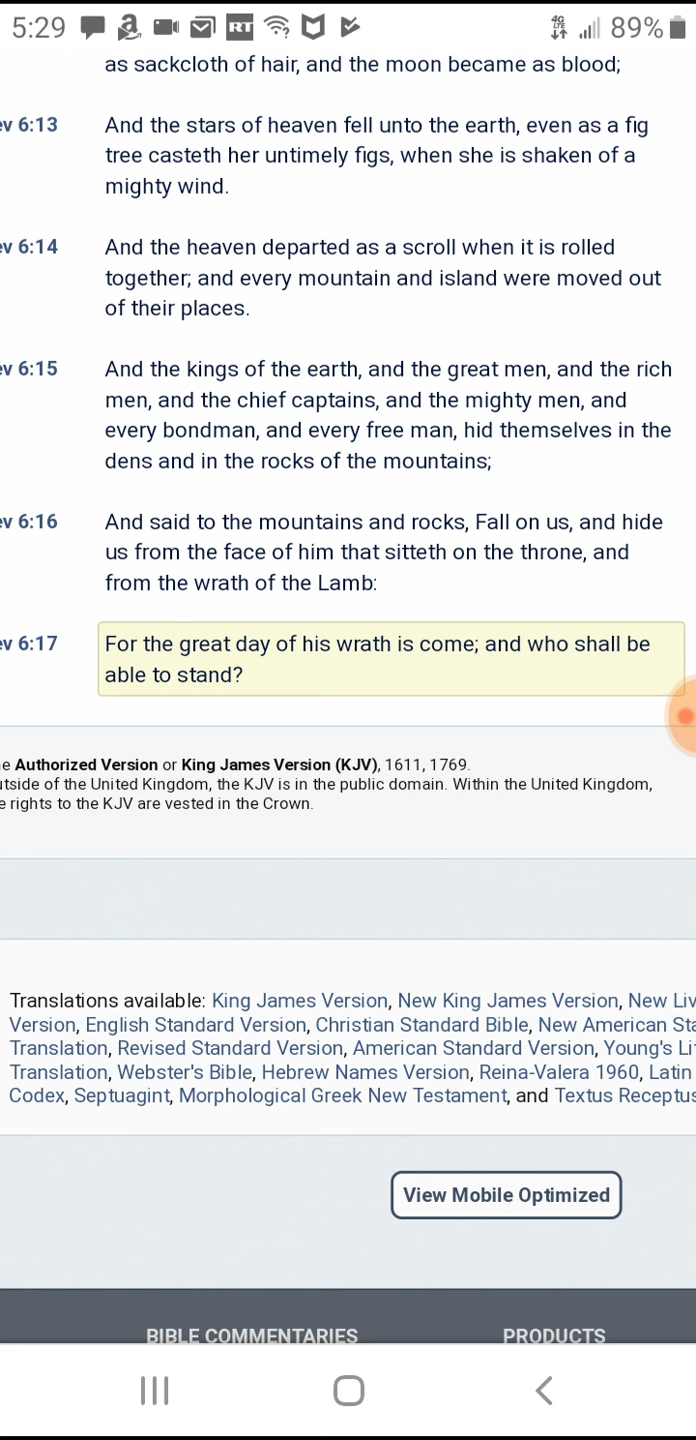 5:29 RT 4G LTE 89%
as sackcloth of hair, and the moon became as blood;
ev 6:13 And the stars of heaven fell unto the earth, even as a fig
tree casteth her untimely figs, when she is shaken of a
mighty wind.
ev 6:14 And the heaven departed as a scroll when it is rolled
together; and every mountain and island were moved out
of their places.
ev 6:15 And the kings of the earth, and the great men, and the rich
men, and the chief captains, and the mighty men, and
every bondman, and every free man, hid themselves in the
dens and in the rocks of the mountains;
ev 6:16 And said to the mountains and rocks, Fall on us, and hide
us from the face of him that sitteth on the throne, and
from the wrath of the Lamb:
ev 6:17 For the great day of his wrath is come; and who shall be
able to stand?
e Authorized Version or King James Version (KJV), 1611, 1769.
utside of the United Kingdom, the KJV is in the public domain. Within the United Kingdom,
e rights to the KJV are vested in the Crown.
Translations available: King James Version, New King James Version, New Liv
Version, English Standard Version, Christian Standard Bible, New American Sta
Translation, Revised Standard Version, American Standard Version, Young's Lit
Translation, Webster's Bible, Hebrew Names Version, Reina-Valera 1960, Latin
Codex, Septuagint, Morphological Greek New Testament, and Textus Receptus
View Mobile Optimized
BIBLE COMMENTARIES PRODUCTS